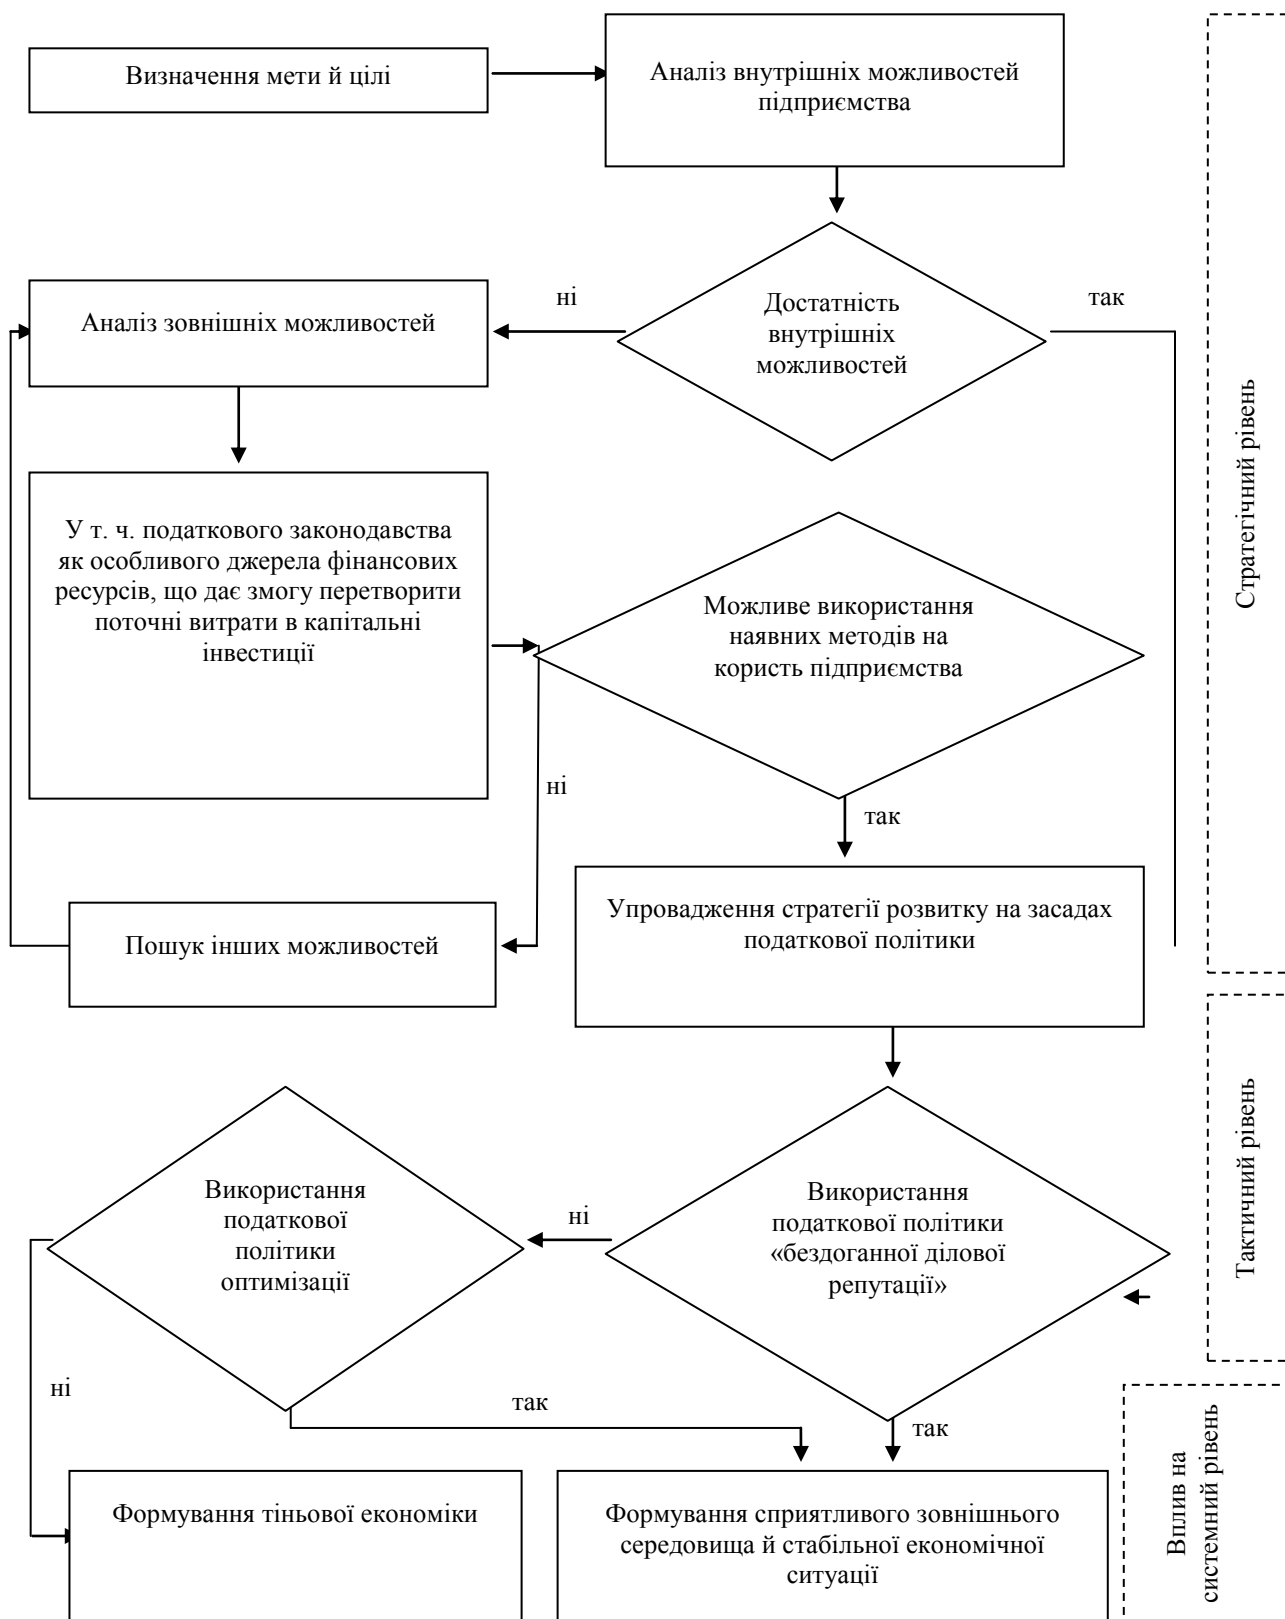 Визначення мети й цілі
Аналіз внутрішніх можливостей
підприємства
ні
Достатність
внутрішніх
можливостей
так
Аналіз зовнішніх можливостей
Стратегічний рівень
У т. ч. податкового законодавства
як особливого джерела фінансових
ресурсів, що дає змогу перетворити
поточні витрати в капітальні
інвестиції
Можливе використання
наявних методів на
користь підприємства
ні
так
Пошук інших можливостей
Упровадження стратегії розвитку на засадах
податкової політики
Використання
податкової
політики
оптимізації
ні
Використання
податкової політики
«бездоганної ділової
репутації»
Тактичний рівень
ні
так
так
Формування тіньової економіки
Формування сприятливого зовнішнього
середовища й стабільної економічної
ситуації
Вплив на
системний рівень